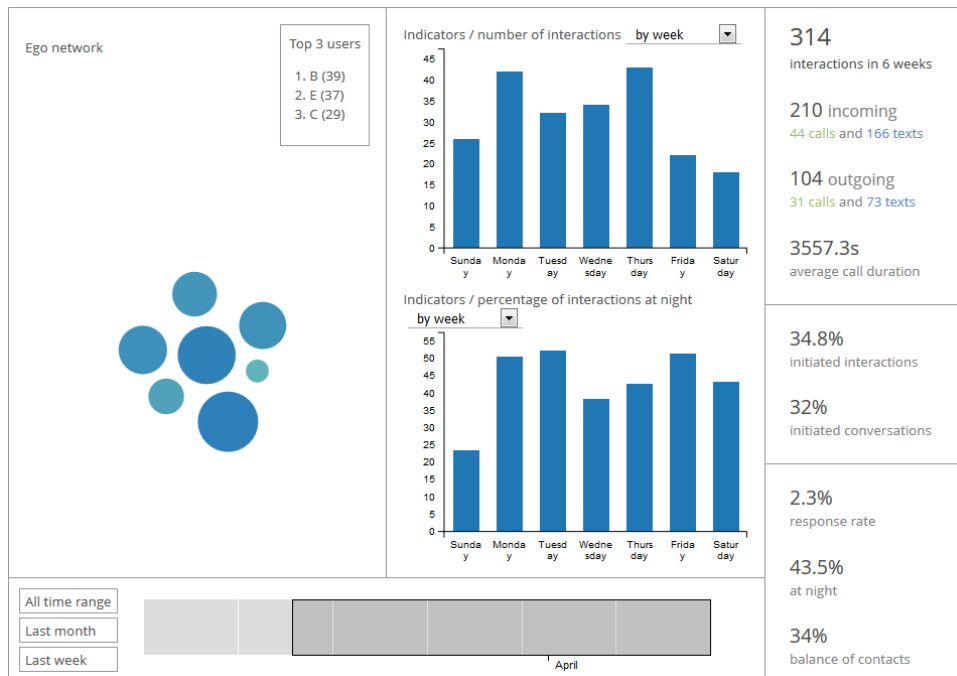 Ego network
Top 3 users
1. B (39)
2. E (37)
3. C (29)
Indicators / number of interactions by week
45
40
35
30
25
20
15
10
5
0
Sunda
y
Monda
y
Tuesd
ay
Wedne
sday
Thurs
day
Frida
y
Satur
day
Indicators / percentage of interactions at night
by week
55
50
45
40
35
30
25
20
15
10
5
0
Sunda
y
Monda
y
Tuesd
ay
Wedne
sday
Thurs
day
Frida
y
Satur
day
314
interactions in 6 weeks
210 incoming
44 calls and 166 texts
104 outgoing
31 calls and 73 texts
3557.3s
average call duration
34.8%
initiated interactions
32%
initiated conversations
2.3%
response rate
43.5%
at night
34%
balance of contacts
All time range
Last month
Last week
April